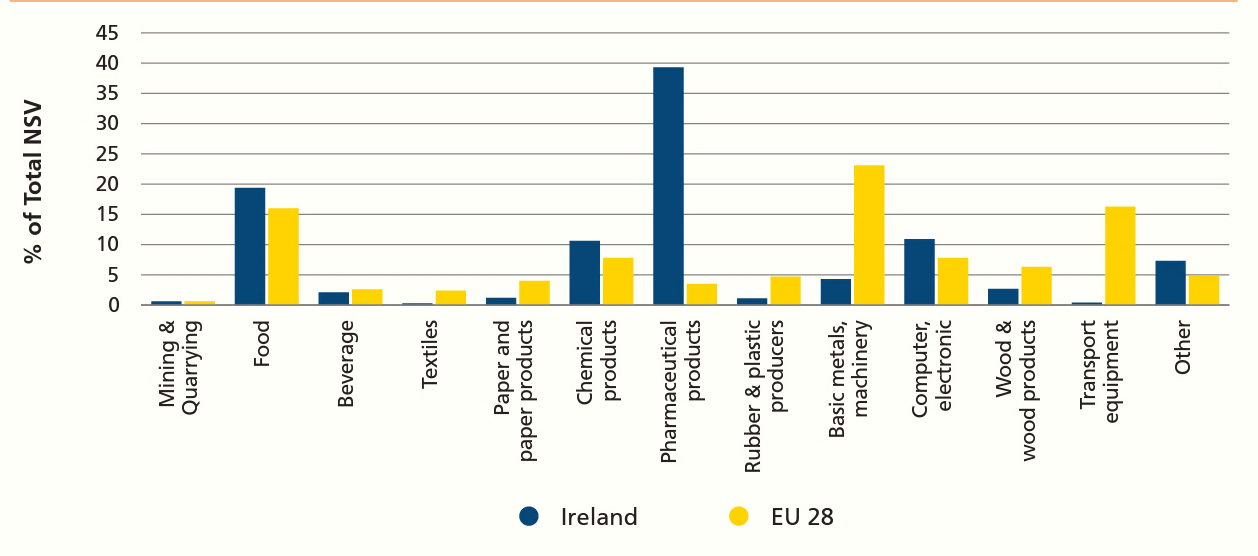 % of Total NSV
45
40
35
30
25
20
15
10
5
0
Mining &
Quarrying
Food
Beverage
Textiles
Paper and
paper products
Chemical
products
Pharmaceutical
products
Rubber & plastic
producers
Basic metals,
machinery
Computer,
electronic
Wood &
wood products
Transport
equipment
Other
Ireland
EU 28